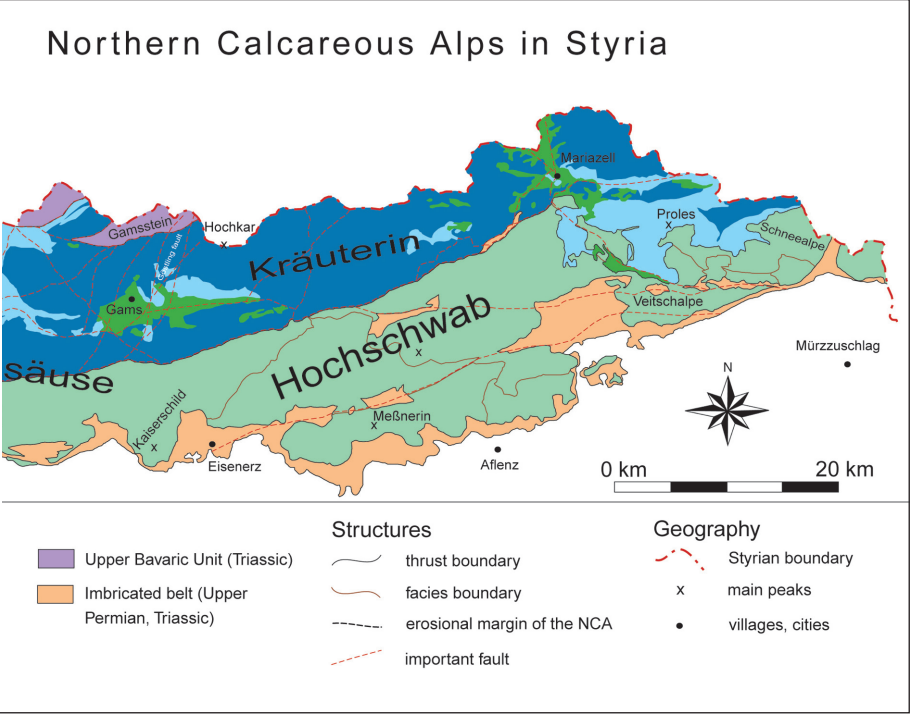 Northern Calcareous Alps in Styria
Mariazell
Proles
Gamsstein
Hochkar
Schneealpe
Kräuterin
Gams
Veitschalpe
Hochschwab
Mürzzuschlag
säuse
N
Kaiserschild
Meßnerin
Eisenerz
Aflenz
0 km 20 km
Structures
Geography
Upper Bavaric Unit (Triassic)
thrust boundary
Styrian boundary
Imbricated belt (Upper
Permian, Triassic)
facies boundary
main peaks
erosional margin of the NCA
villages, cities
important fault